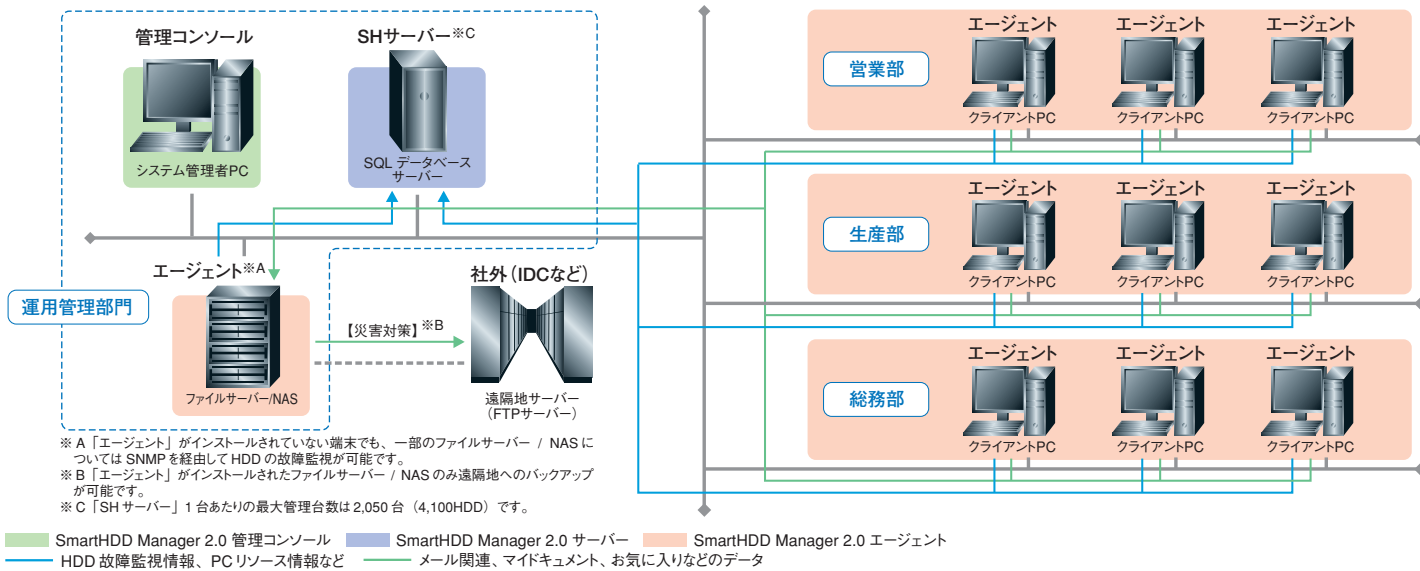 管理コンソール
システム管理者PC
SHサーバー※C
SQL データベース
サーバー
エージェント※A
ファイルサーバー/NAS
運用管理部門
【災害対策】※B
社外（IDCなど）
遠隔地サーバー
（FTPサーバー）
営業部
エージェント エージェント エージェント
クライアントPC クライアントPC クライアントPC
生産部
エージェント エージェント エージェント
クライアントPC クライアントPC クライアントPC
総務部
エージェント エージェント エージェント
クライアントPC クライアントPC クライアントPC
※A「エージェント」がインストールされていない端末でも、一部のファイルサーバー / NAS に
ついては SNMP を経由して HDD の故障監視が可能です。
※B「エージェント」がインストールされたファイルサーバー / NAS のみ遠隔地へのバックアップ
が可能です。
※C「SH サーバー」1 台あたりの最大管理台数は 2,050 台（4,100HDD）です。
SmartHDD Manager 2.0 管理コンソール SmartHDD Manager 2.0 サーバー SmartHDD Manager 2.0 エージェント
HDD 故障監視情報、PC リソース情報など メール関連、マイドキュメント、お気に入りなどのデータ